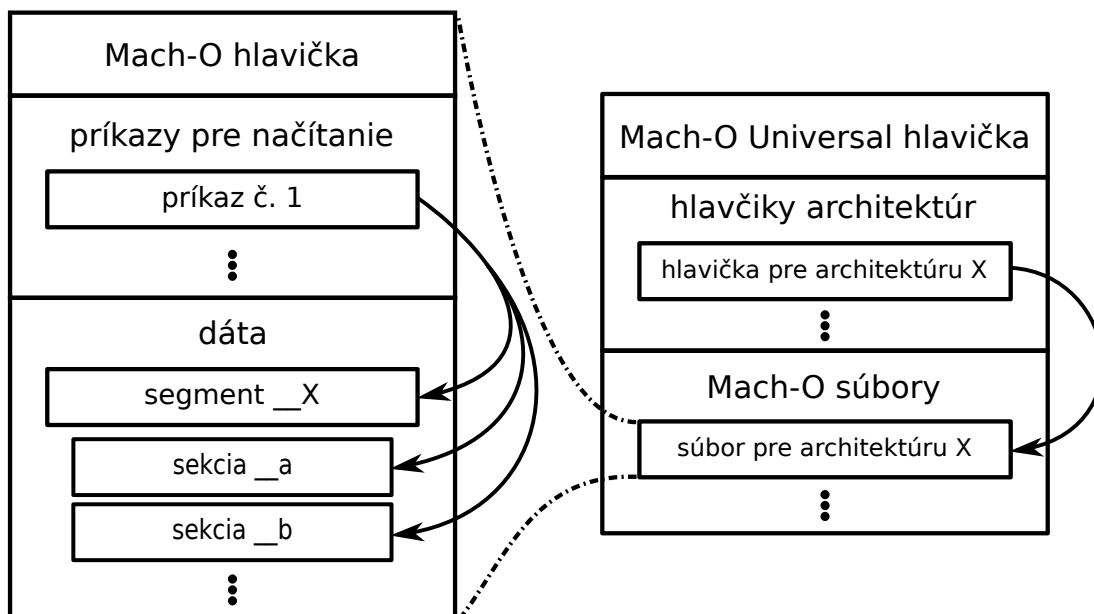 Mach-O hlavička
príkazy pre načítanie
príkaz č. 1
dáta
segment __X
sekcia __a
sekcia __b
Mach-O Universal hlavička
hlavčiky architektúr
hlavička pre architektúru X
Mach-O súbory
súbor pre architektúru X